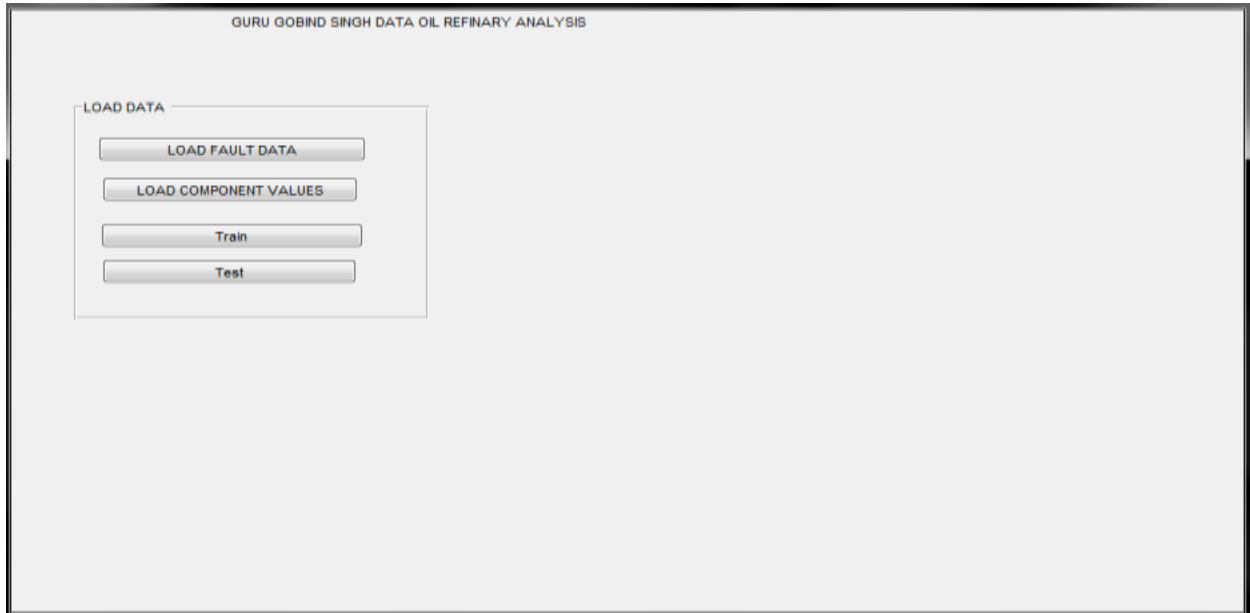 GURU GOBIND SINGH DATA OIL REFINARY ANALYSIS
LOAD DATA
LOAD FAULT DATA
LOAD COMPONENT VALUES
Train
Test